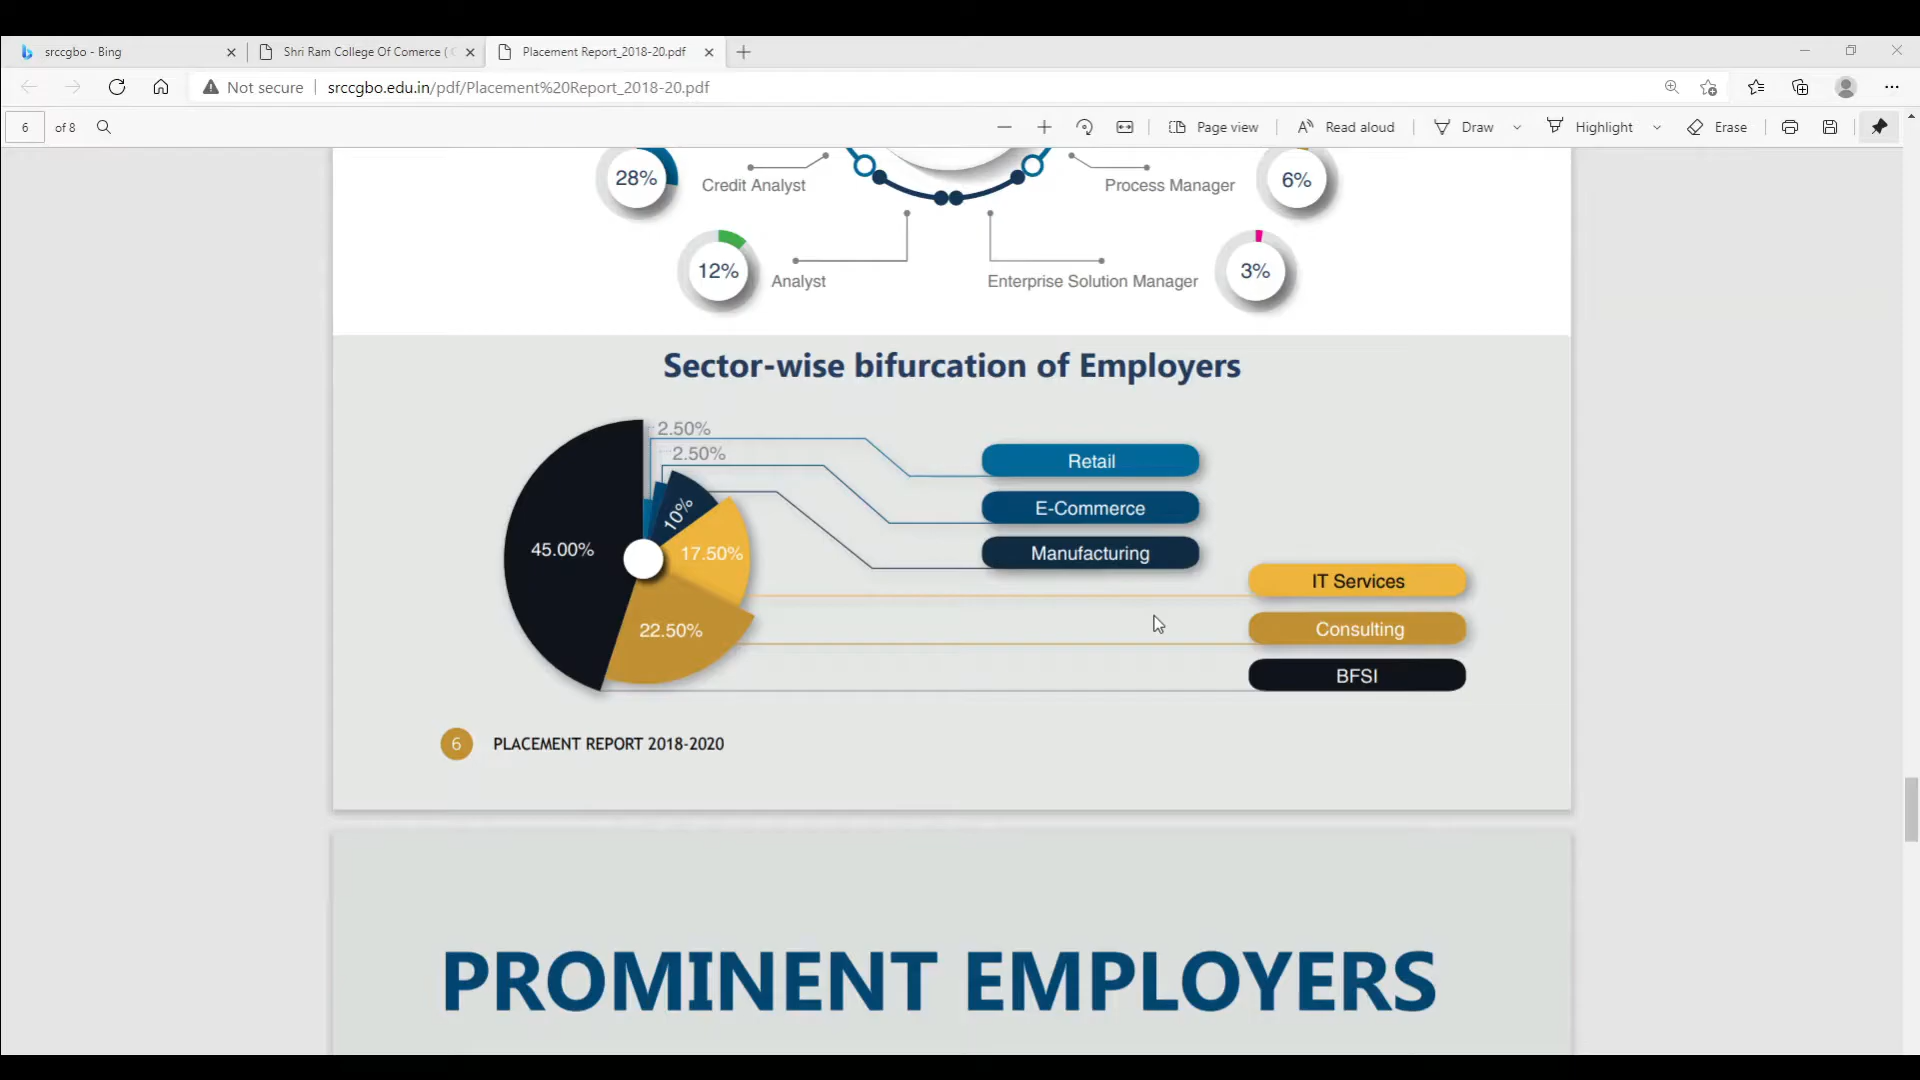 srccgbo - Bing
Shri Ram College Of Comerce (
Placement Report_2018-20.pdf
Not secure
srccgbo.edu.in/pdf/Placement%20Report_2018-20.pdf
6 of 8
Page view
Read aloud
Draw
Highlight
Erase
28%
Credit Analyst
Process Manager
6%
12%
Analyst
Enterprise Solution Manager
3%
Sector-wise bifurcation of Employers
2.50%
2.50%
10%
45.00%
17.50%
22.50%
Retail
E-Commerce
Manufacturing
IT Services
Consulting
BFSI
6 PLACEMENT REPORT 2018-2020
PROMINENT EMPLOYERS